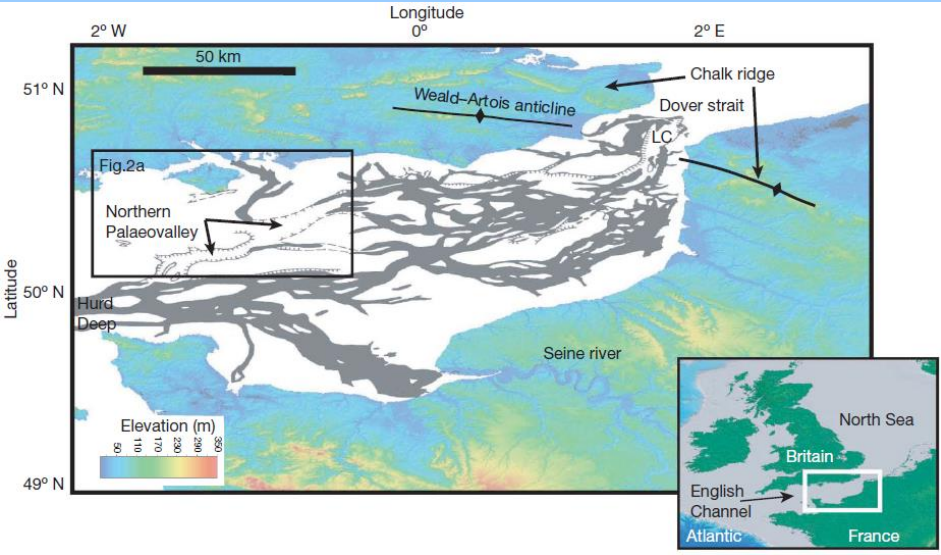 Longitude
2° W
0°
2° E
50 km
51° N
Chalk ridge
Weald–Artois anticline
Dover strait
LC
Fig.2a
Northern
Palaeovalley
Latitude
50° N
Hurd
Deep
Seine river
Elevation (m)
50
110
170
230
290
350
49° N
North Sea
Britain
English
Channel
Atlantic
France